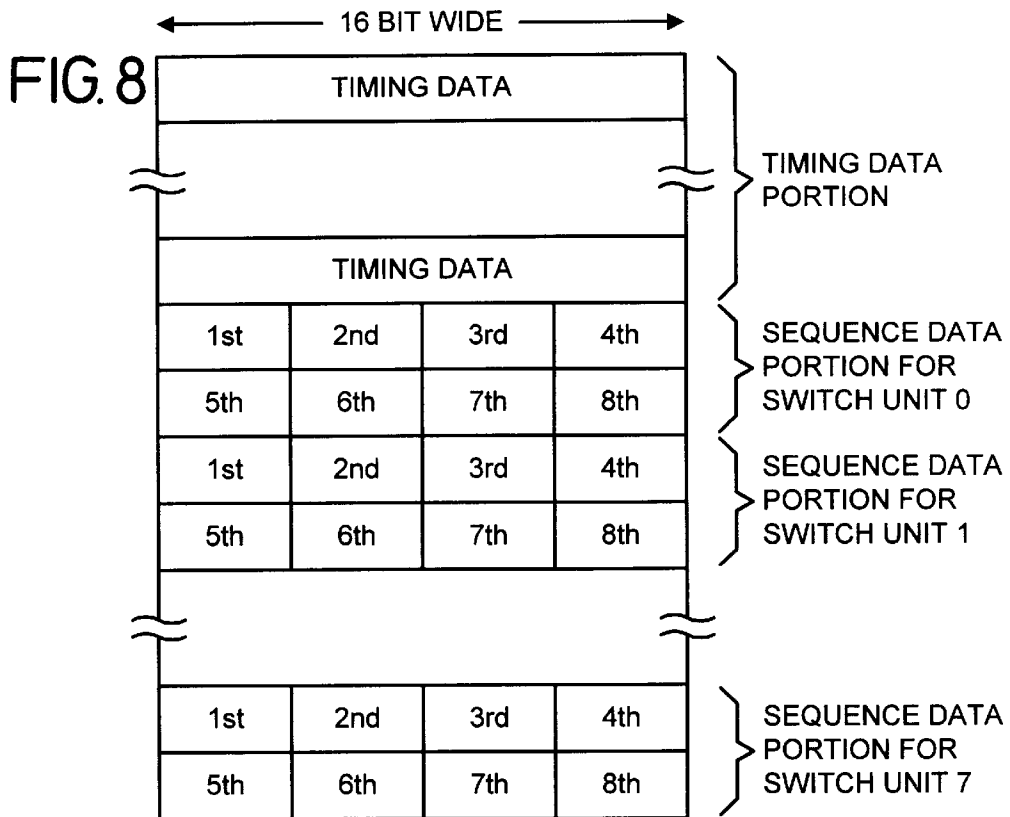 16 BIT WIDE
FIG. 8
TIMING DATA
TIMING DATA
PORTION
TIMING DATA
1st 2nd 3rd 4th
5th 6th 7th 8th
SEQUENCE DATA
PORTION FOR
SWITCH UNIT 0
1st 2nd 3rd 4th
5th 6th 7th 8th
SEQUENCE DATA
PORTION FOR
SWITCH UNIT 1
1st 2nd 3rd 4th
5th 6th 7th 8th
SEQUENCE DATA
PORTION FOR
SWITCH UNIT 7